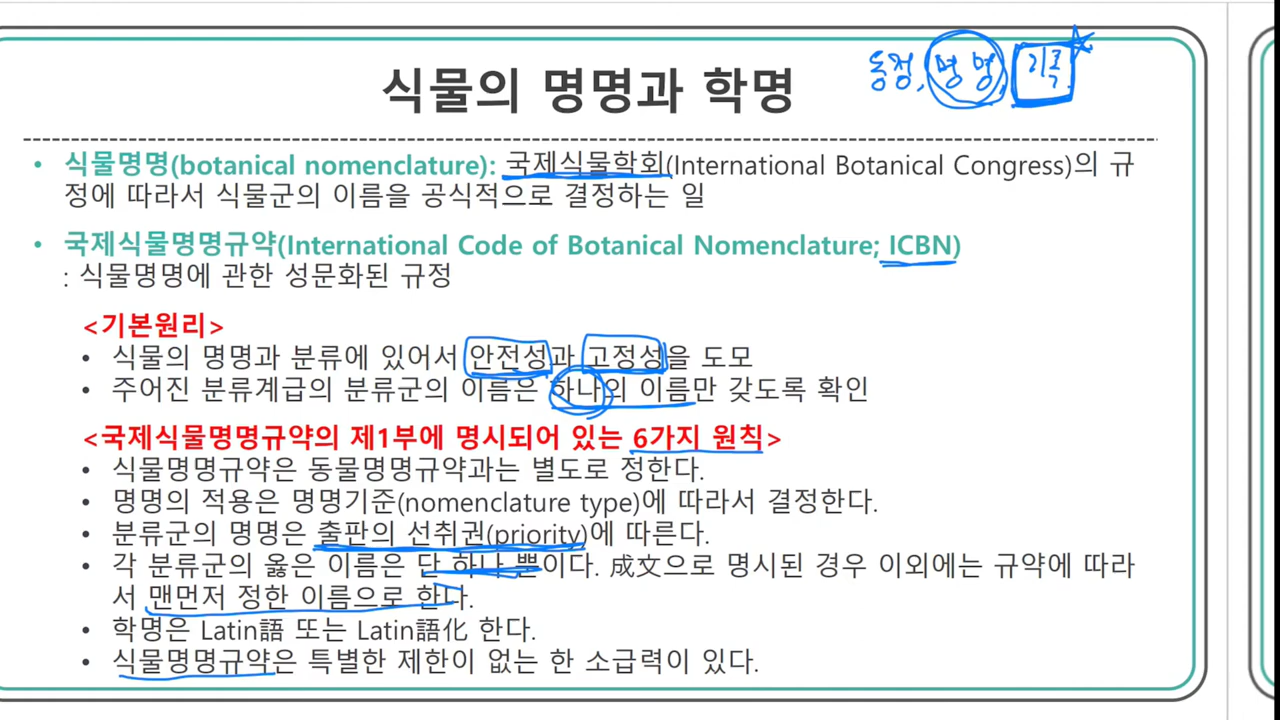 식물의 명명과 학명
동정, 명명 기록
• 식물명명(botanical nomenclature): 국제식물학회(International Botanical Congress)의 규
정에 따라서 식물군의 이름을 공식적으로 결정하는 일
• 국제식물명명규약(International Code of Botanical Nomenclature; ICBN)
: 식물명명에 관한 성문화된 규정
<기본원리>
• 식물의 명명과 분류에 있어서 안전성과 고정성을 도모
• 주어진 분류계급의 분류군의 이름은 하나의 이름만 갖도록 확인
<국제식물명명규약의 제1부에 명시되어 있는 6가지 원칙>
• 식물명명규약은 동물명명규약과는 별도로 정한다.
• 명명의 적용은 명명기준(nomenclature type)에 따라서 결정한다.
• 분류군의 명명은 출판의 선취권(priority)에 따른다.
• 각 분류군의 옳은 이름은 단 하나 뿐이다. 成文으로 명시된 경우 이외에는 규약에 따라
서 맨먼저 정한 이름으로 한다.
• 학명은 Latin語 또는 Latin語化 한다.
• 식물명명규약은 특별한 제한이 없는 한 소급력이 있다.